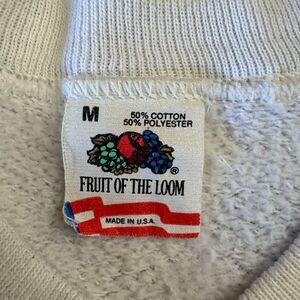 M
50% COTTON
50% POLYESTER
®
FRUIT OF THE LOOM
MADE IN U.S.A.